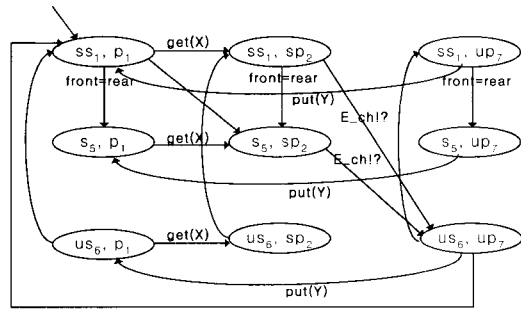 ss₁, p₁ get(X) ss₁, sp₂ ss₁, up₇
front=rear front=rear front=rear
put(Y)
E_ch!?
s₅, p₁ get(X) s₅, sp₂ s₅, up₇
E_ch!?
put(Y)
us₆, p₁ get(X) us₆, sp₂ us₆, up₇
put(Y)